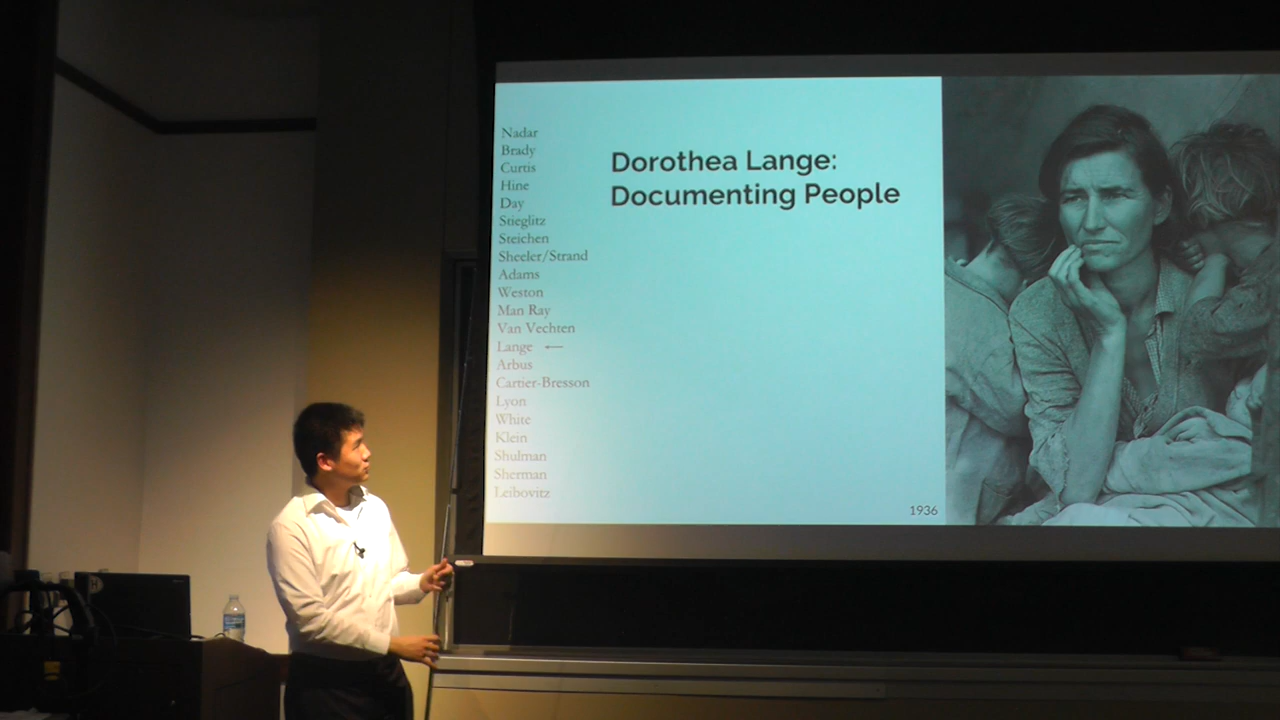 Nadar
Brady
Curtis
Hine
Day
Stieglitz
Steichen
Sheeler/Strand
Adams
Weston
Man Ray
Van Vechten
Lange ←
Arbus
Cartier-Bresson
Lyon
White
Klein
Shulman
Sherman
Leibovitz
Dorothea Lange:
Documenting People
1936